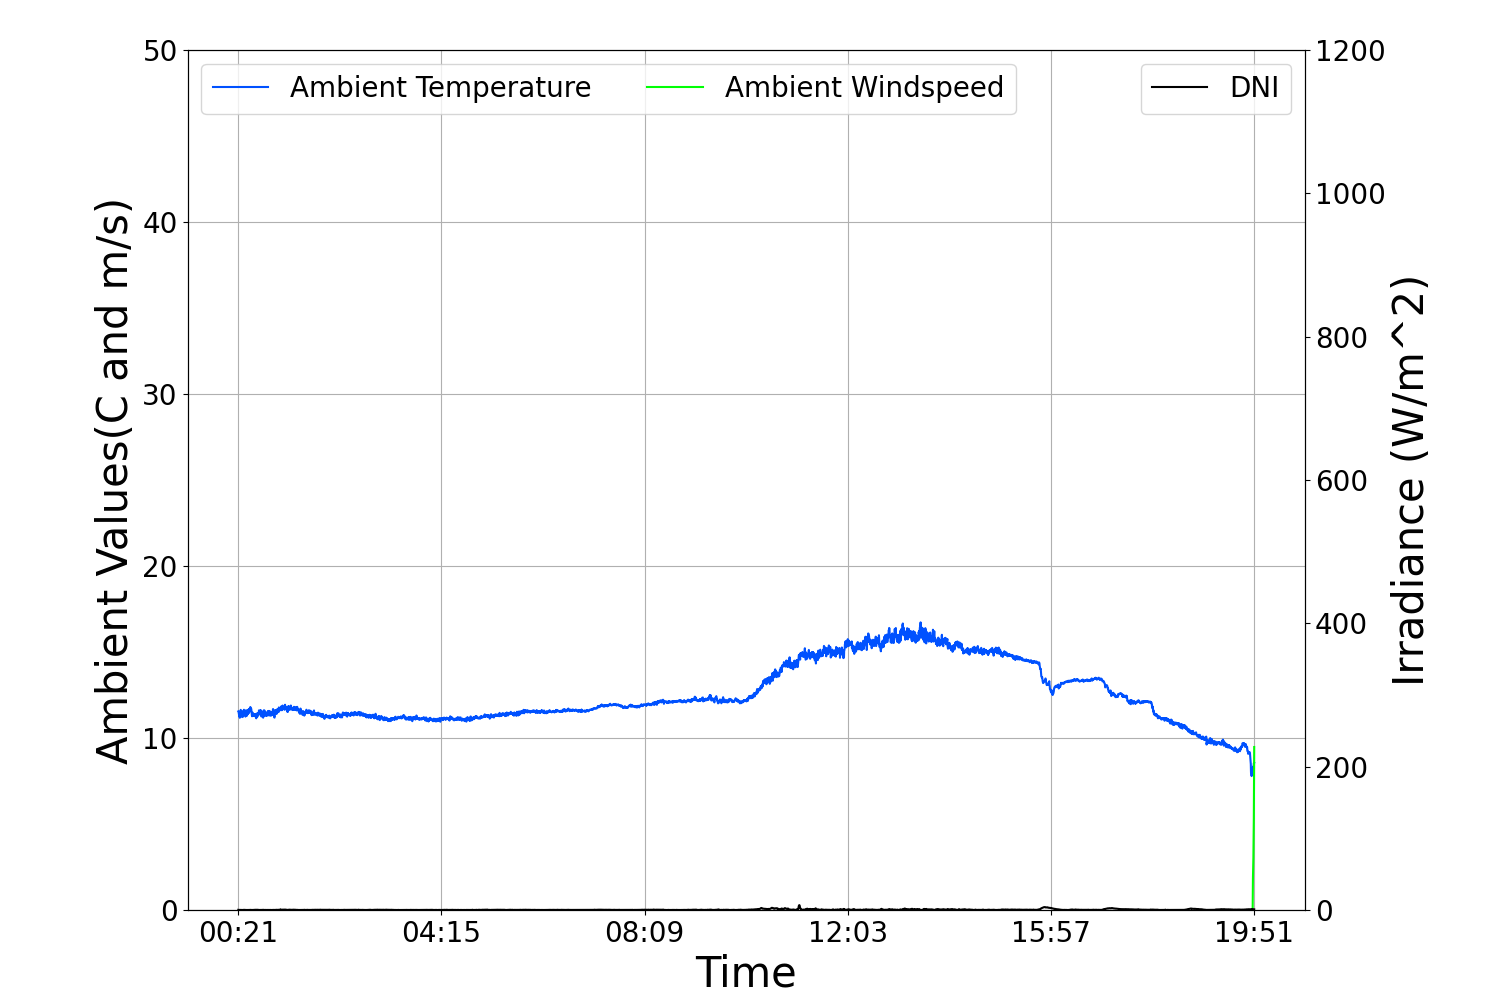 Ambient Temperature Ambient Windspeed DNI
50
40
30
20
10
0
1200
1000
800
600
400
200
0
Ambient Values(C and m/s)
Irradiance (W/m^2)
00:21 04:15 08:09 12:03 15:57 19:51
Time